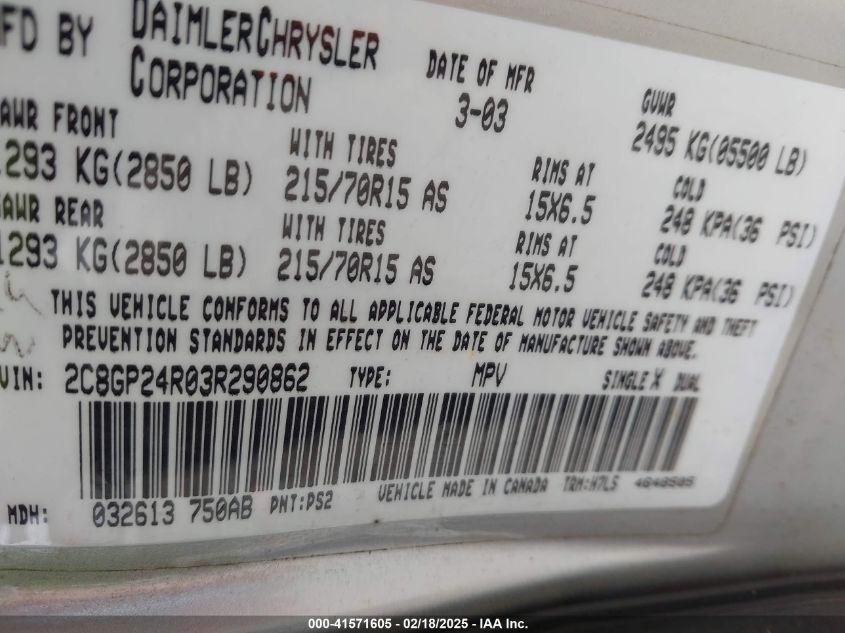 MFD BY DAIMLERCHRYSLER CORPORATION DATE OF MFR 3-03 GVWR 2495 KG(05500 LB)
GAWR FRONT WITH TIRES RIMS AT COLD
1293 KG(2850 LB) 215/70R15 AS 15X6.5 248 KPA(36 PSI)
GAWR REAR WITH TIRES RIMS AT COLD
1293 KG(2850 LB) 215/70R15 AS 15X6.5 248 KPA(36 PSI)
THIS VEHICLE CONFORMS TO ALL APPLICABLE FEDERAL MOTOR VEHICLE SAFETY AND THEFT
PREVENTION STANDARDS IN EFFECT ON THE DATE OF MANUFACTURE SHOWN ABOVE.
VIN: 2C8GP24R03R290862 TYPE: MPV SINGLE X DUAL
MDH: 032613 750AB PNT:PS2 VEHICLE MADE IN CANADA TRM:H7L5 4648505
000-41571605 - 02/18/2025 - IAA Inc.